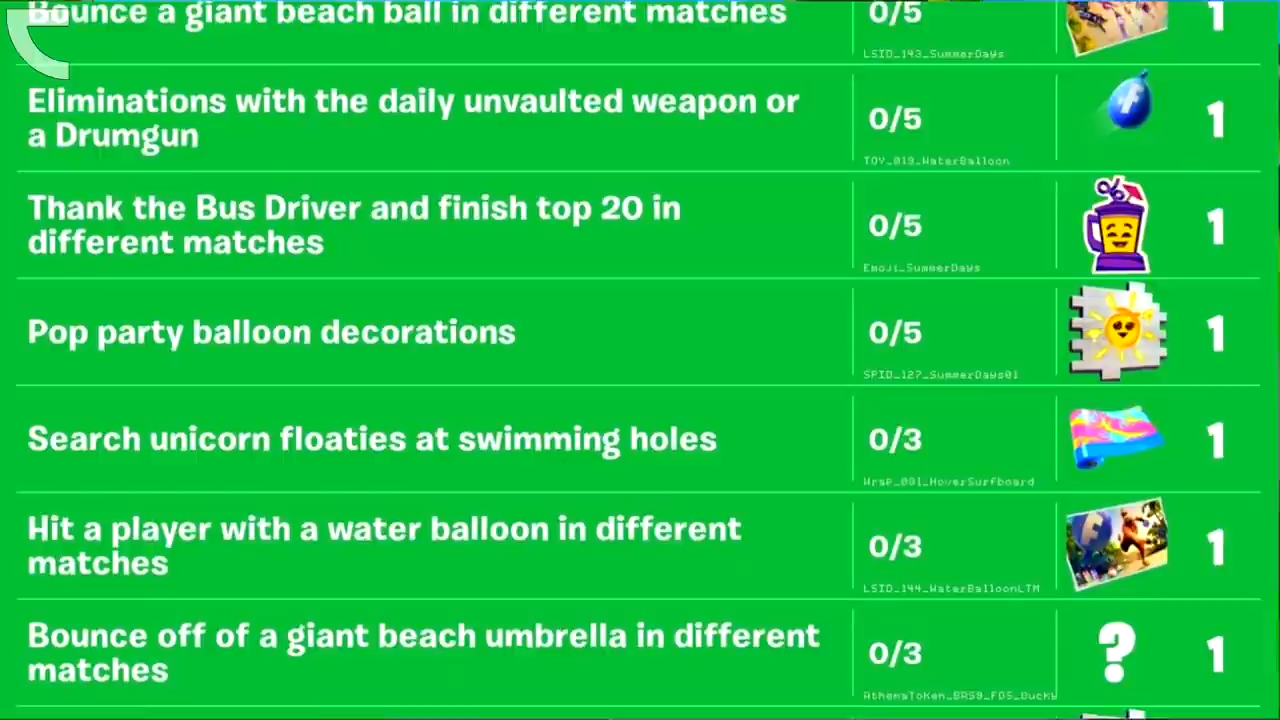 Bounce a giant beach ball in different matches
0/5
1
LSID_143_SummerDays
Eliminations with the daily unvaulted weapon or
a Drumgun
0/5
1
TOY_019_WaterBalloon
Thank the Bus Driver and finish top 20 in
different matches
0/5
1
Emoji_SummerDays
Pop party balloon decorations
0/5
1
SPID_127_SummerDays01
Search unicorn floaties at swimming holes
0/3
1
Wrap_081_HoverSurfboard
Hit a player with a water balloon in different
matches
0/3
1
LSID_144_WaterBalloonLTM
Bounce off of a giant beach umbrella in different
matches
0/3
?
1